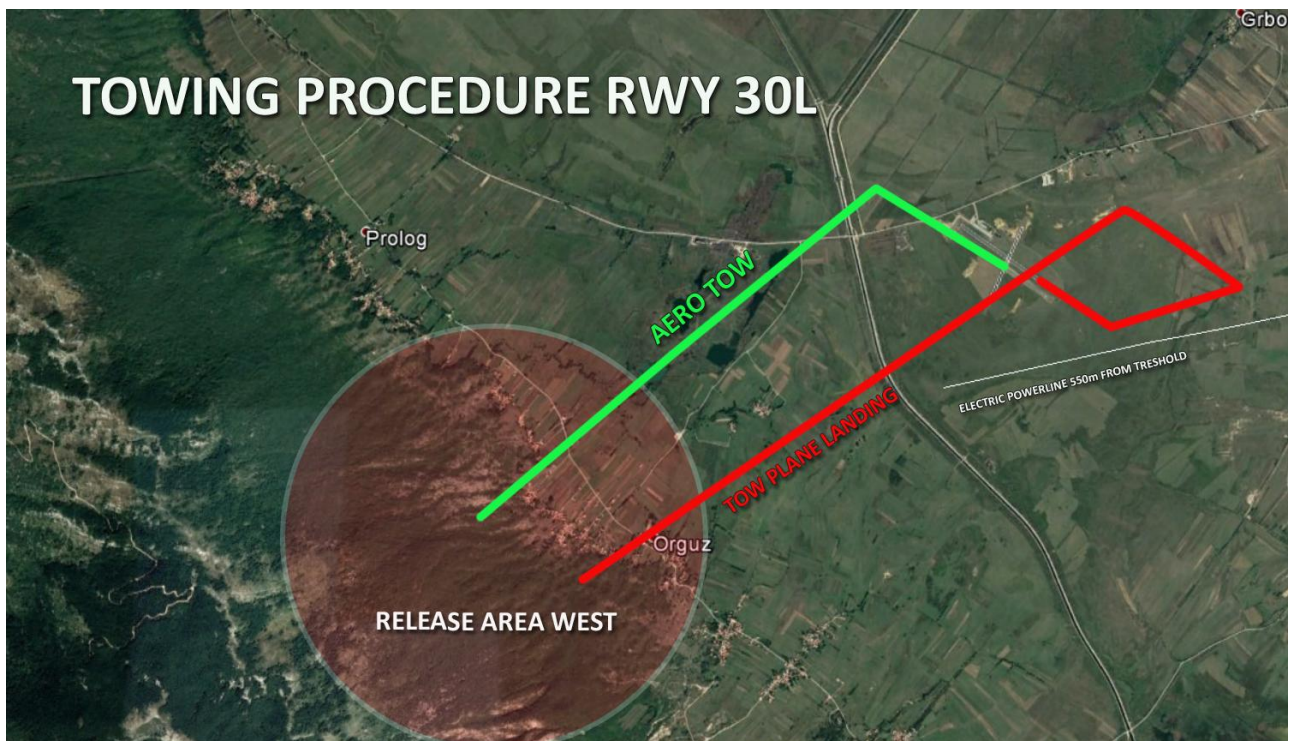 Grbo
TOWING PROCEDURE RWY 30L
Prolog
AERO TOW
ELECTRIC POWERLINE 550m FROM TRESHOLD
TOW PLANE LANDING
Orguz
RELEASE AREA WEST